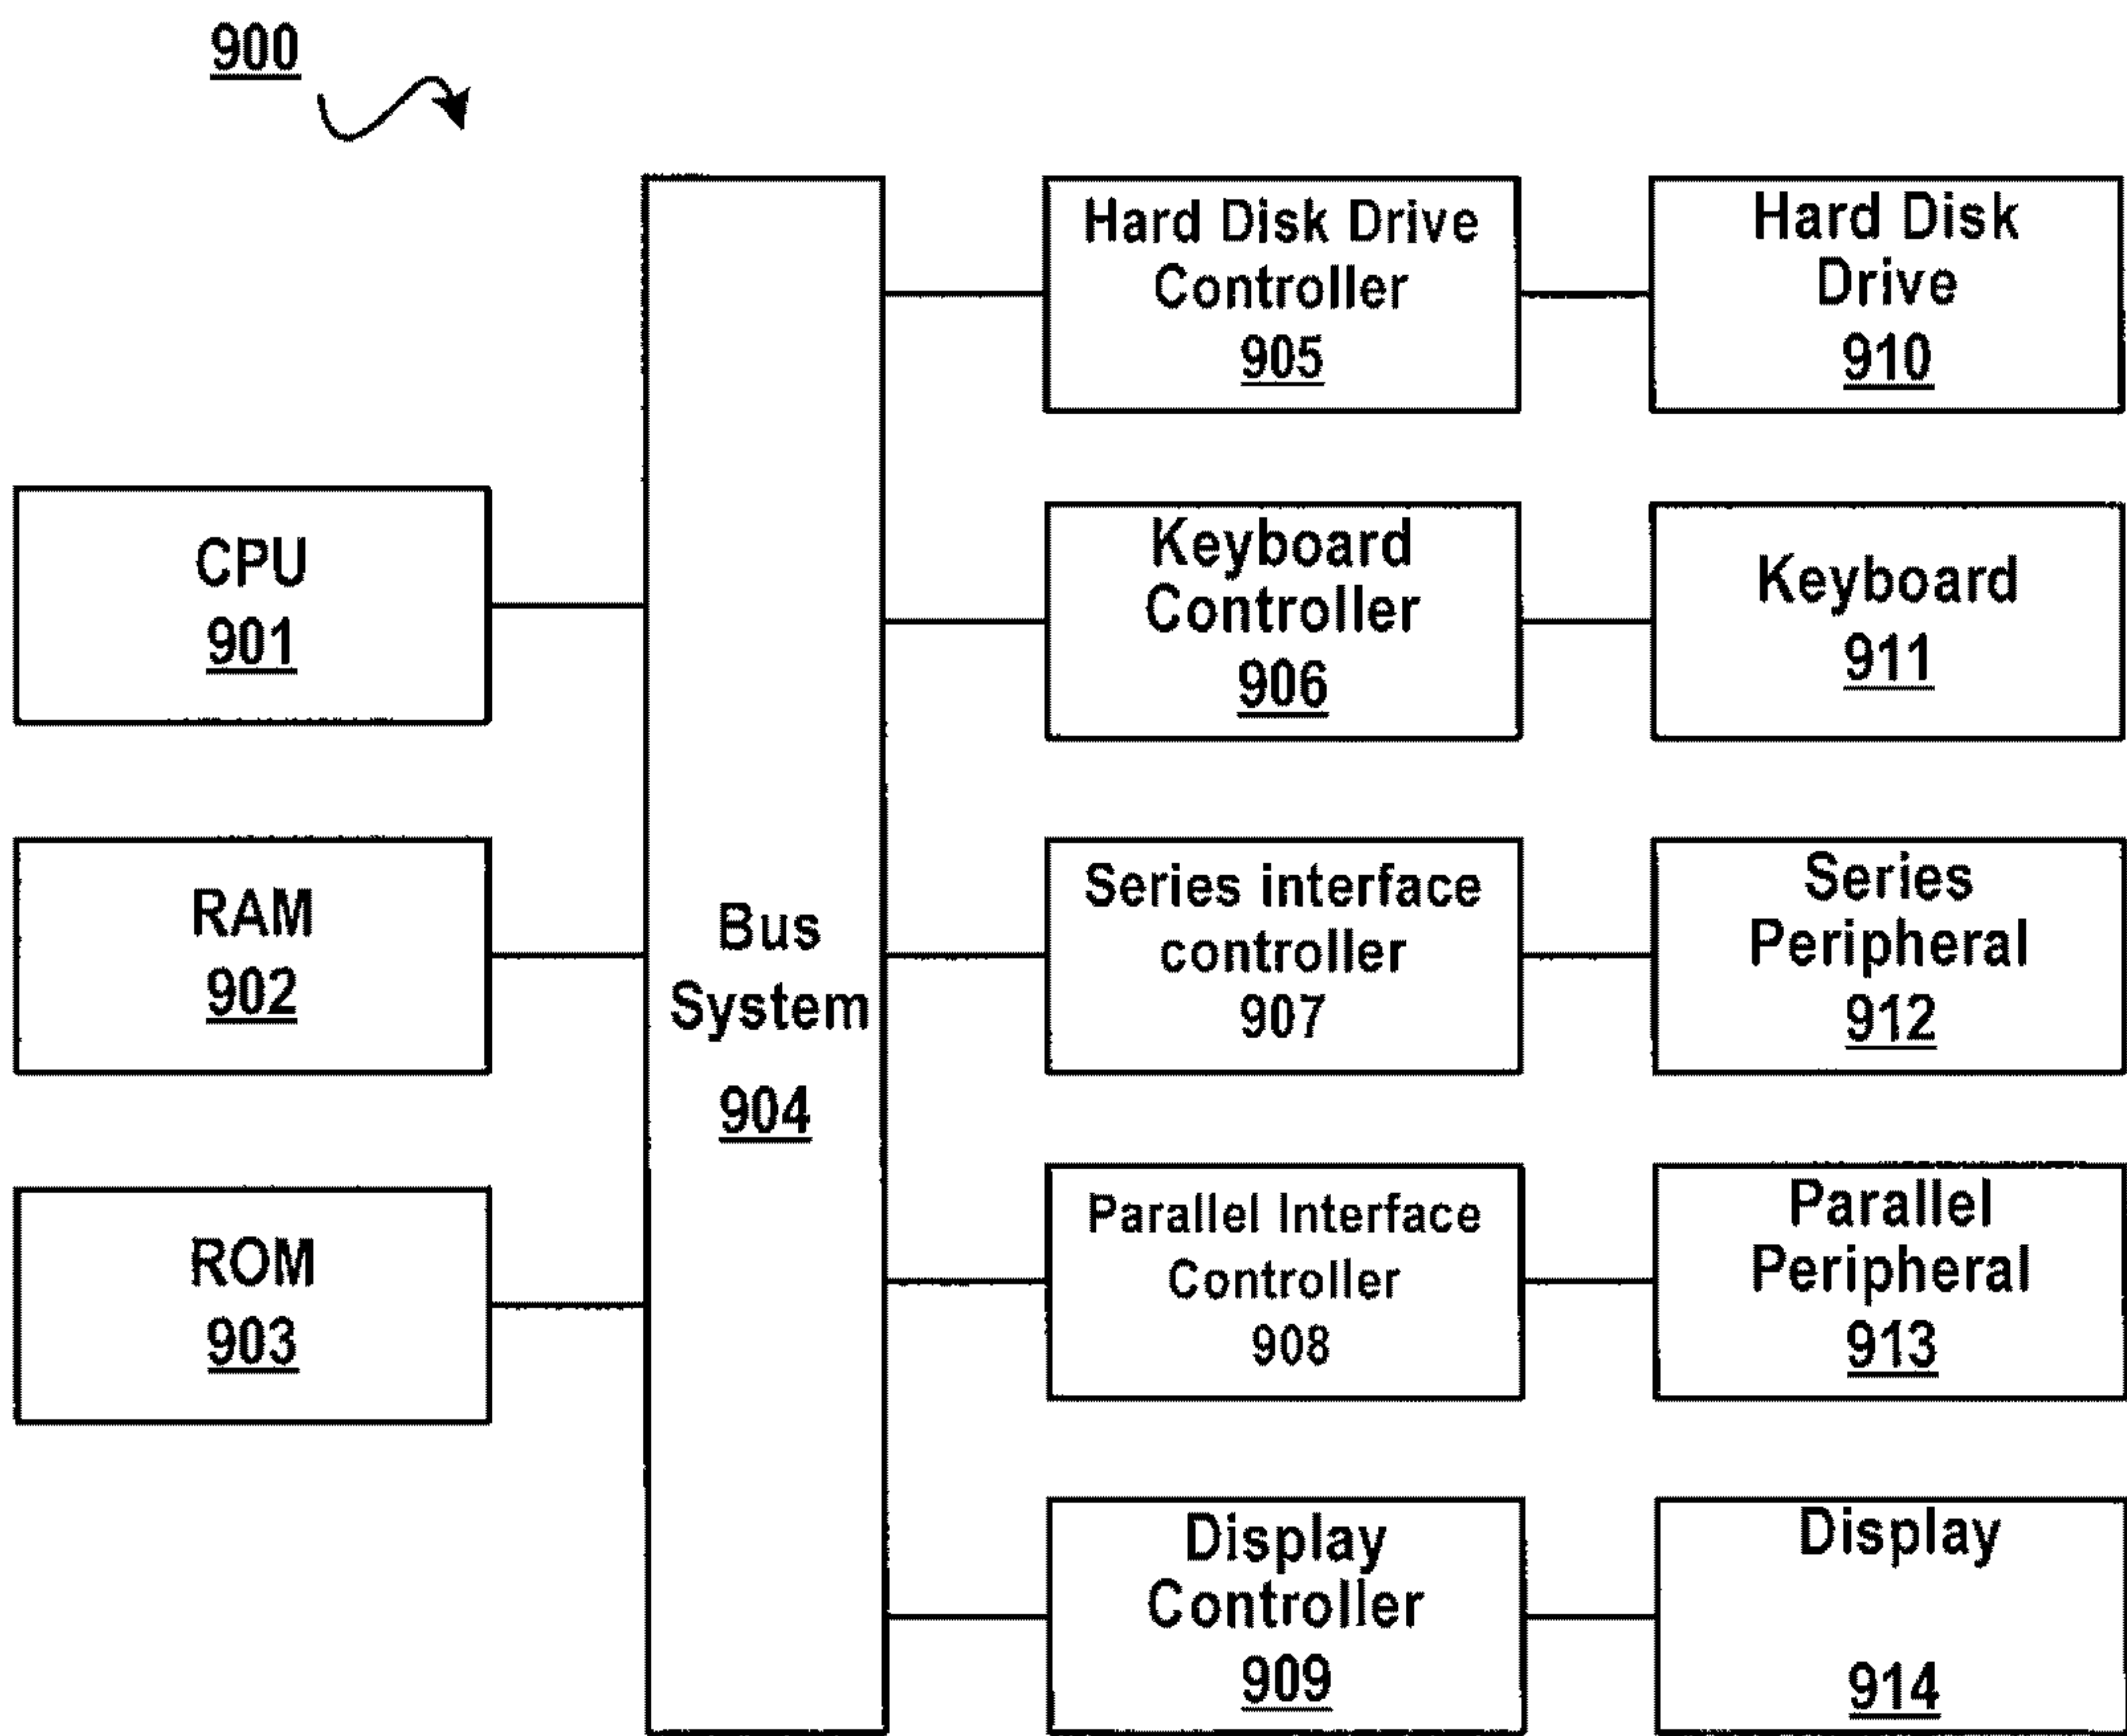 900
Hard Disk Drive
Controller
905
Hard Disk
Drive
910
CPU
901
Keyboard
Controller
906
Keyboard
911
RAM
902
Bus
System
904
Series interface
controller
907
Series
Peripheral
912
ROM
903
Parallel Interface
Controller
908
Parallel
Peripheral
913
Display
Controller
909
Display
914